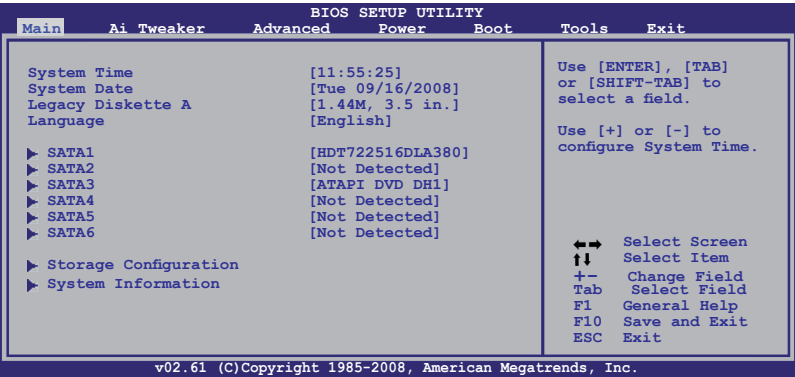 BIOS SETUP UTILITY
Main Ai Tweaker Advanced Power Boot Tools Exit
System Time [11:55:25]
System Date [Tue 09/16/2008]
Legacy Diskette A [1.44M, 3.5 in.]
Language [English]
SATA1 [HDT722516DLA380]
SATA2 [Not Detected]
SATA3 [ATAPI DVD DH1]
SATA4 [Not Detected]
SATA5 [Not Detected]
SATA6 [Not Detected]
Storage Configuration
System Information
Use [ENTER], [TAB]
or [SHIFT-TAB] to
select a field.
Use [+] or [-] to
configure System Time.
←→ Select Screen
↑↓ Select Item
+- Change Field
Tab Select Field
F1 General Help
F10 Save and Exit
ESC Exit
v02.61 (C)Copyright 1985-2008, American Megatrends, Inc.